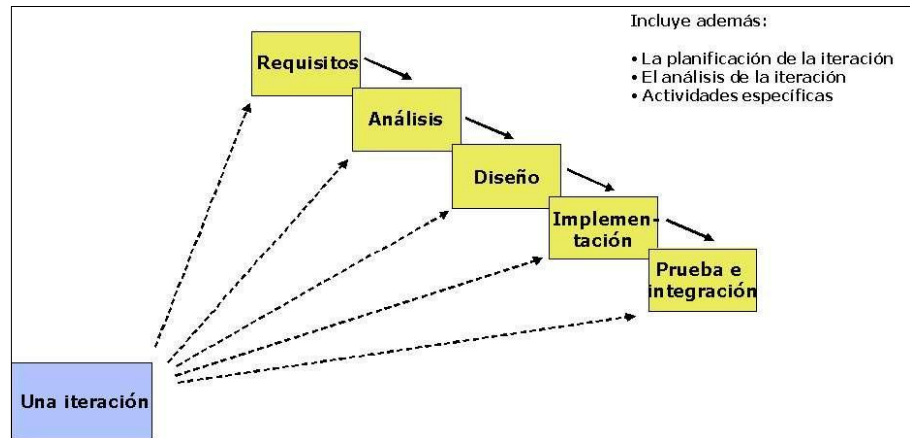 Incluye además:
• La planificación de la iteración
• El análisis de la iteración
• Actividades específicas
Requisitos
Análisis
Diseño
Implemen-
tación
Prueba e
integración
Una iteración